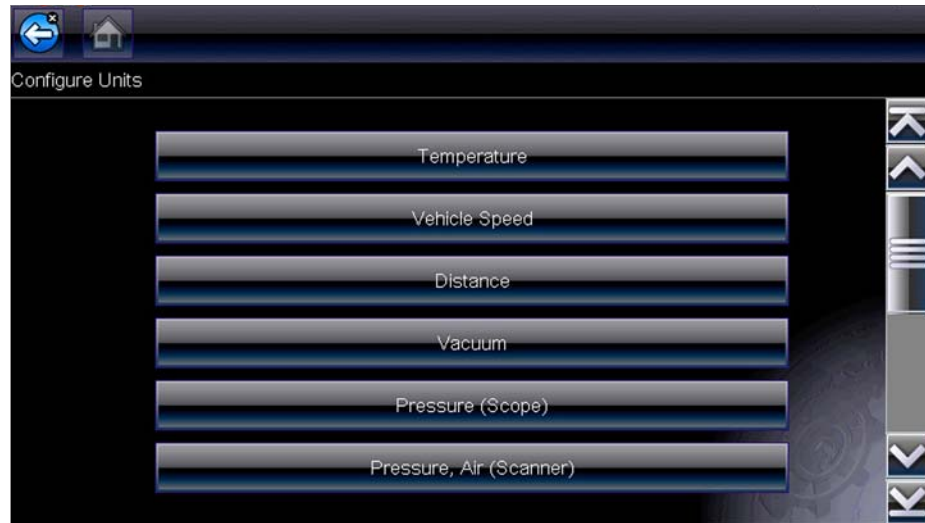 Configure Units
Temperature
Vehicle Speed
Distance
Vacuum
Pressure (Scope)
Pressure, Air (Scanner)